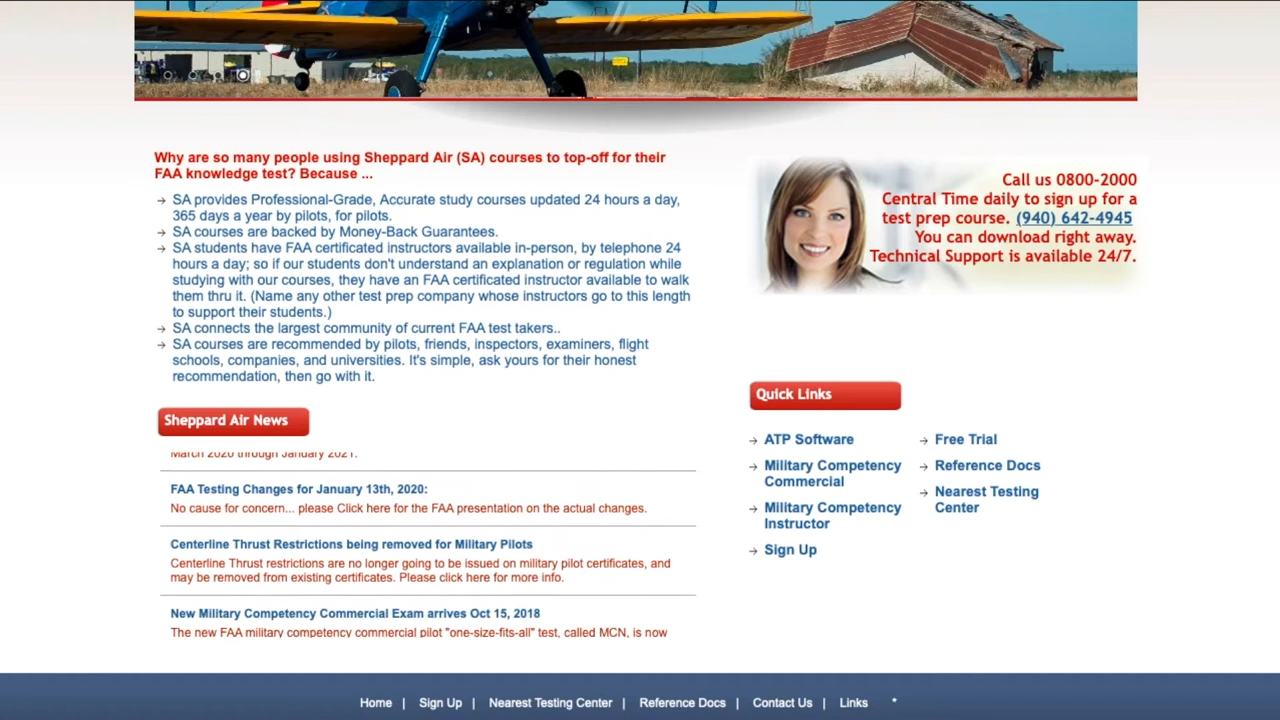 Why are so many people using Sheppard Air (SA) courses to top-off for their
FAA knowledge test? Because ...
SA provides Professional-Grade, Accurate study courses updated 24 hours a day,
365 days a year by pilots, for pilots.
SA courses are backed by Money-Back Guarantees.
SA students have FAA certificated instructors available in-person, by telephone 24
hours a day; so if our students don't understand an explanation or regulation while
studying with our courses, they have an FAA certificated instructor available to walk
them thru it. (Name any other test prep company whose instructors go to this length
to support their students.)
SA connects the largest community of current FAA test takers..
SA courses are recommended by pilots, friends, inspectors, examiners, flight
schools, companies, and universities. It's simple, ask yours for their honest
recommendation, then go with it.
Sheppard Air News
March 2020 through January 2021.
FAA Testing Changes for January 13th, 2020:
No cause for concern... please Click here for the FAA presentation on the actual changes.
Centerline Thrust Restrictions being removed for Military Pilots
Centerline Thrust restrictions are no longer going to be issued on military pilot certificates, and
may be removed from existing certificates. Please click here for more info.
New Military Competency Commercial Exam arrives Oct 15, 2018
The new FAA military competency commercial pilot "one-size-fits-all" test, called MCN, is now
Call us 0800-2000
Central Time daily to sign up for a
test prep course. (940) 642-4945
You can download right away.
Technical Support is available 24/7.
Quick Links
ATP Software
Military Competency
Commercial
Military Competency
Instructor
Sign Up
Free Trial
Reference Docs
Nearest Testing
Center
Home | Sign Up | Nearest Testing Center | Reference Docs | Contact Us | Links *